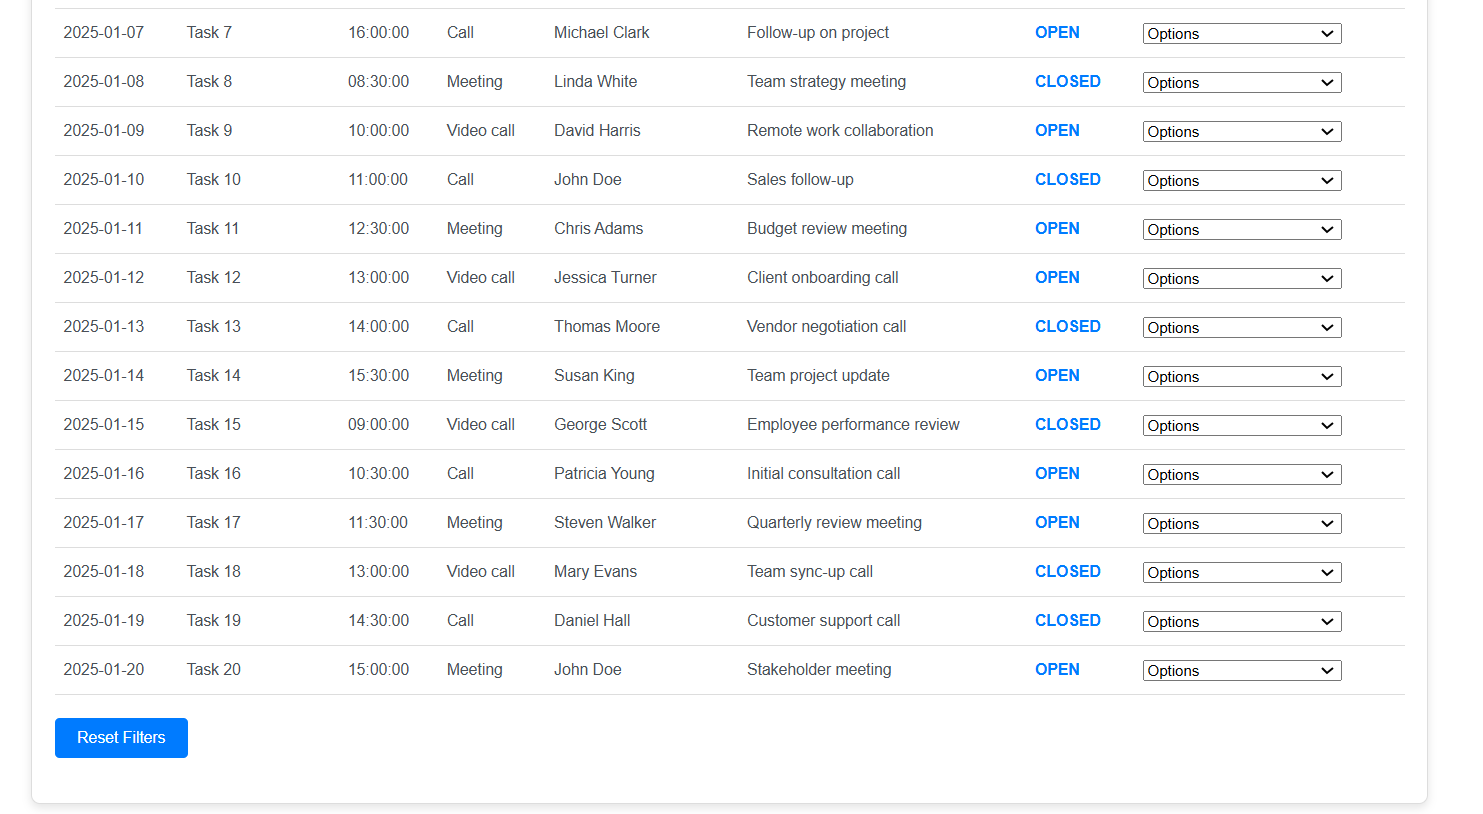 2025-01-07 Task 7 16:00:00 Call Michael Clark Follow-up on project OPEN Options
2025-01-08 Task 8 08:30:00 Meeting Linda White Team strategy meeting CLOSED Options
2025-01-09 Task 9 10:00:00 Video call David Harris Remote work collaboration OPEN Options
2025-01-10 Task 10 11:00:00 Call John Doe Sales follow-up CLOSED Options
2025-01-11 Task 11 12:30:00 Meeting Chris Adams Budget review meeting OPEN Options
2025-01-12 Task 12 13:00:00 Video call Jessica Turner Client onboarding call OPEN Options
2025-01-13 Task 13 14:00:00 Call Thomas Moore Vendor negotiation call CLOSED Options
2025-01-14 Task 14 15:30:00 Meeting Susan King Team project update OPEN Options
2025-01-15 Task 15 09:00:00 Video call George Scott Employee performance review CLOSED Options
2025-01-16 Task 16 10:30:00 Call Patricia Young Initial consultation call OPEN Options
2025-01-17 Task 17 11:30:00 Meeting Steven Walker Quarterly review meeting OPEN Options
2025-01-18 Task 18 13:00:00 Video call Mary Evans Team sync-up call CLOSED Options
2025-01-19 Task 19 14:30:00 Call Daniel Hall Customer support call CLOSED Options
2025-01-20 Task 20 15:00:00 Meeting John Doe Stakeholder meeting OPEN Options
Reset Filters